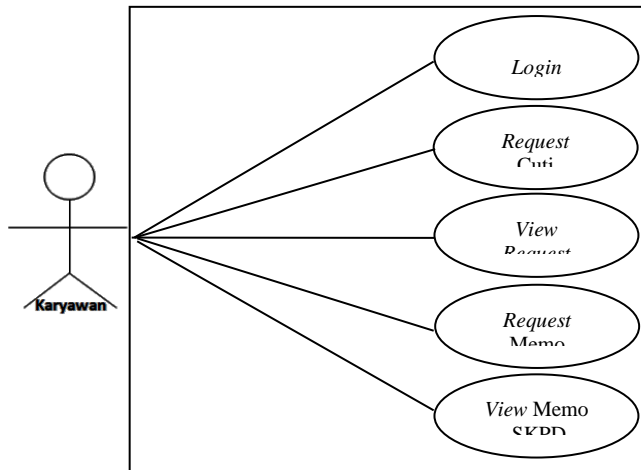 Login
Request
Cuti
View
Request
Request
Memo
View Memo
SKPD
Karyawan